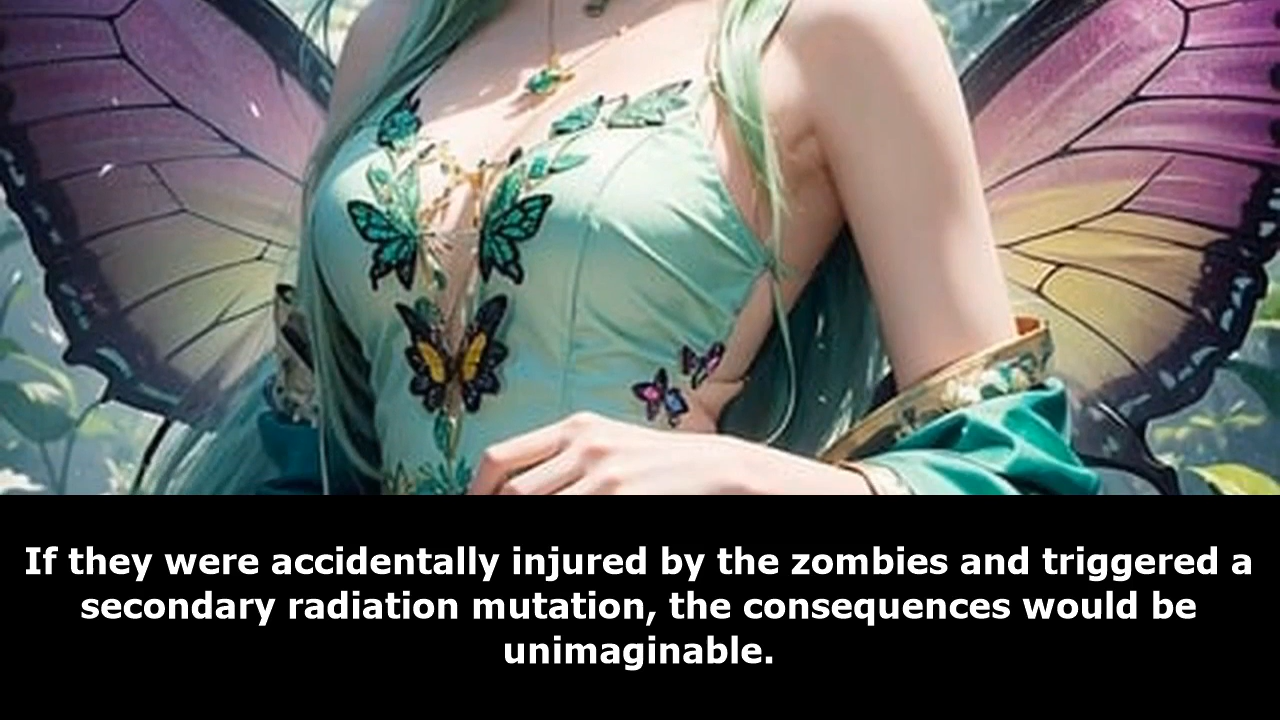 If they were accidentally injured by the zombies and triggered a
secondary radiation mutation, the consequences would be
unimaginable.